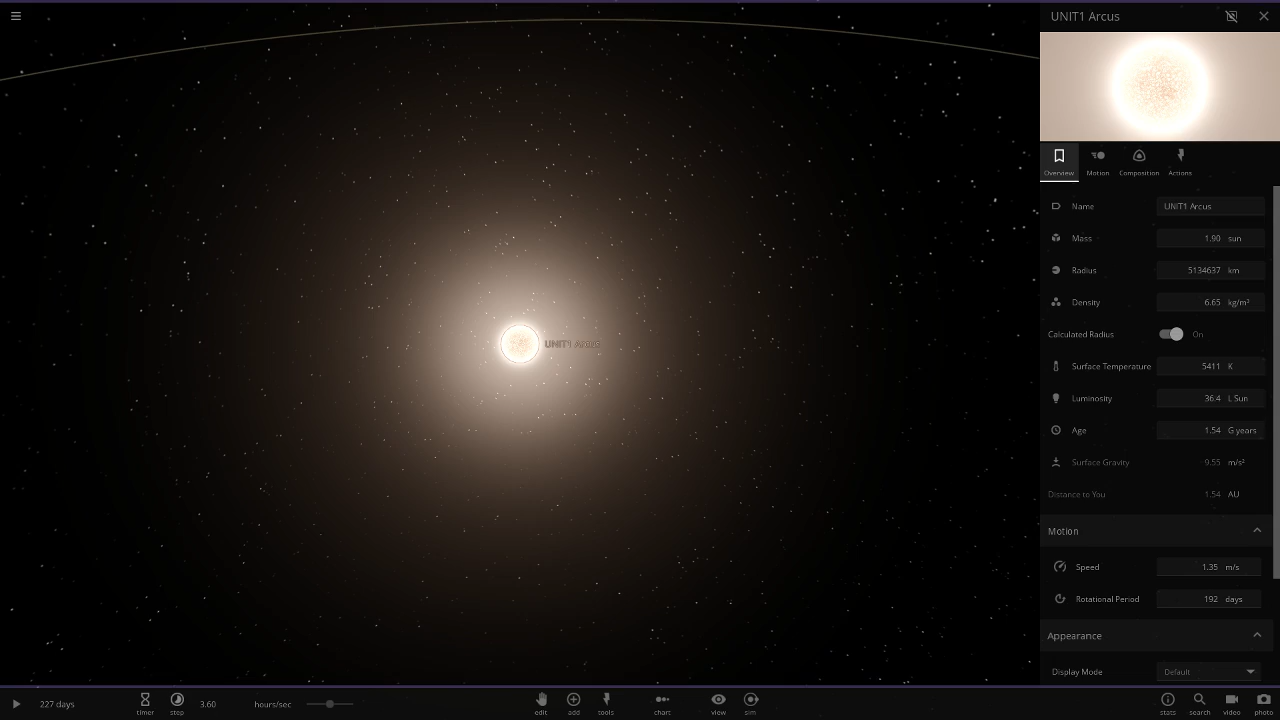 UNIT1 Arcus
Overview
Motion
Composition
Actions
Name UNIT1 Arcus
Mass 1.90 sun
Radius 5134637 km
Density 6.65 kg/m³
Calculated Radius On
Surface Temperature 5411 K
Luminosity 36.4 L Sun
Age 1.54 G years
Surface Gravity 9.55 m/s²
Distance to You 1.54 AU
Motion
Speed 1.35 m/s
Rotational Period 192 days
Appearance
Display Mode Default
UNIT1 Arcus
227 days
timer
step
3.60 hours/sec
edit
add
tools
chart
view
sim
stats
search
video
photo